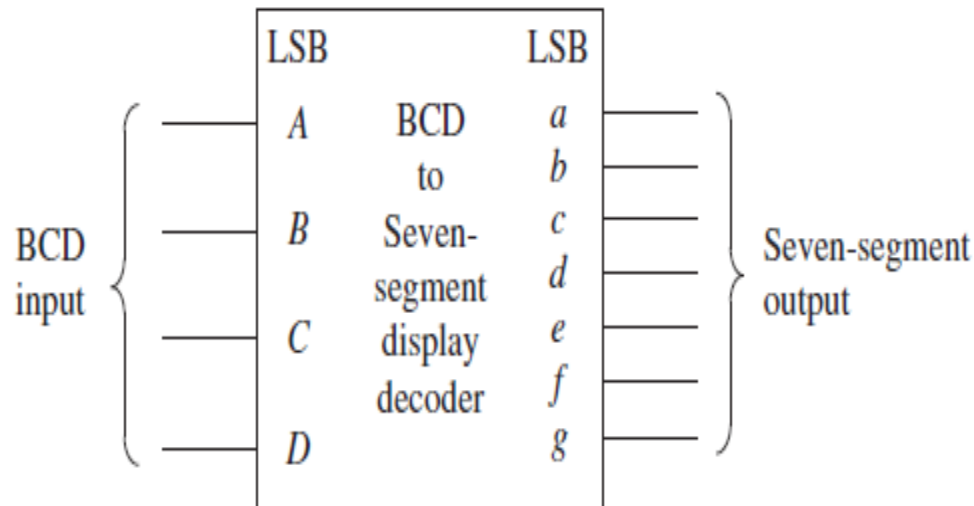 LSB
LSB
A
B
C
D
BCD
to
Seven-
segment
display
decoder
a
b
c
d
e
f
g
BCD
input
Seven-segment
output